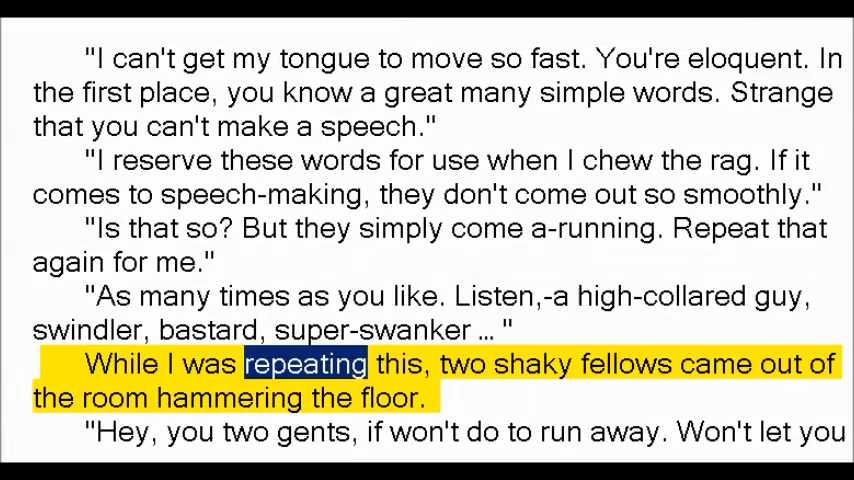 "I can't get my tongue to move so fast. You're eloquent. In
the first place, you know a great many simple words. Strange
that you can't make a speech."
"I reserve these words for use when I chew the rag. If it
comes to speech-making, they don't come out so smoothly."
"Is that so? But they simply come a-running. Repeat that
again for me."
"As many times as you like. Listen,-a high-collared guy,
swindler, bastard, super-swanker ... "
While I was repeating this, two shaky fellows came out of
the room hammering the floor.
"Hey, you two gents, if won't do to run away. Won't let you